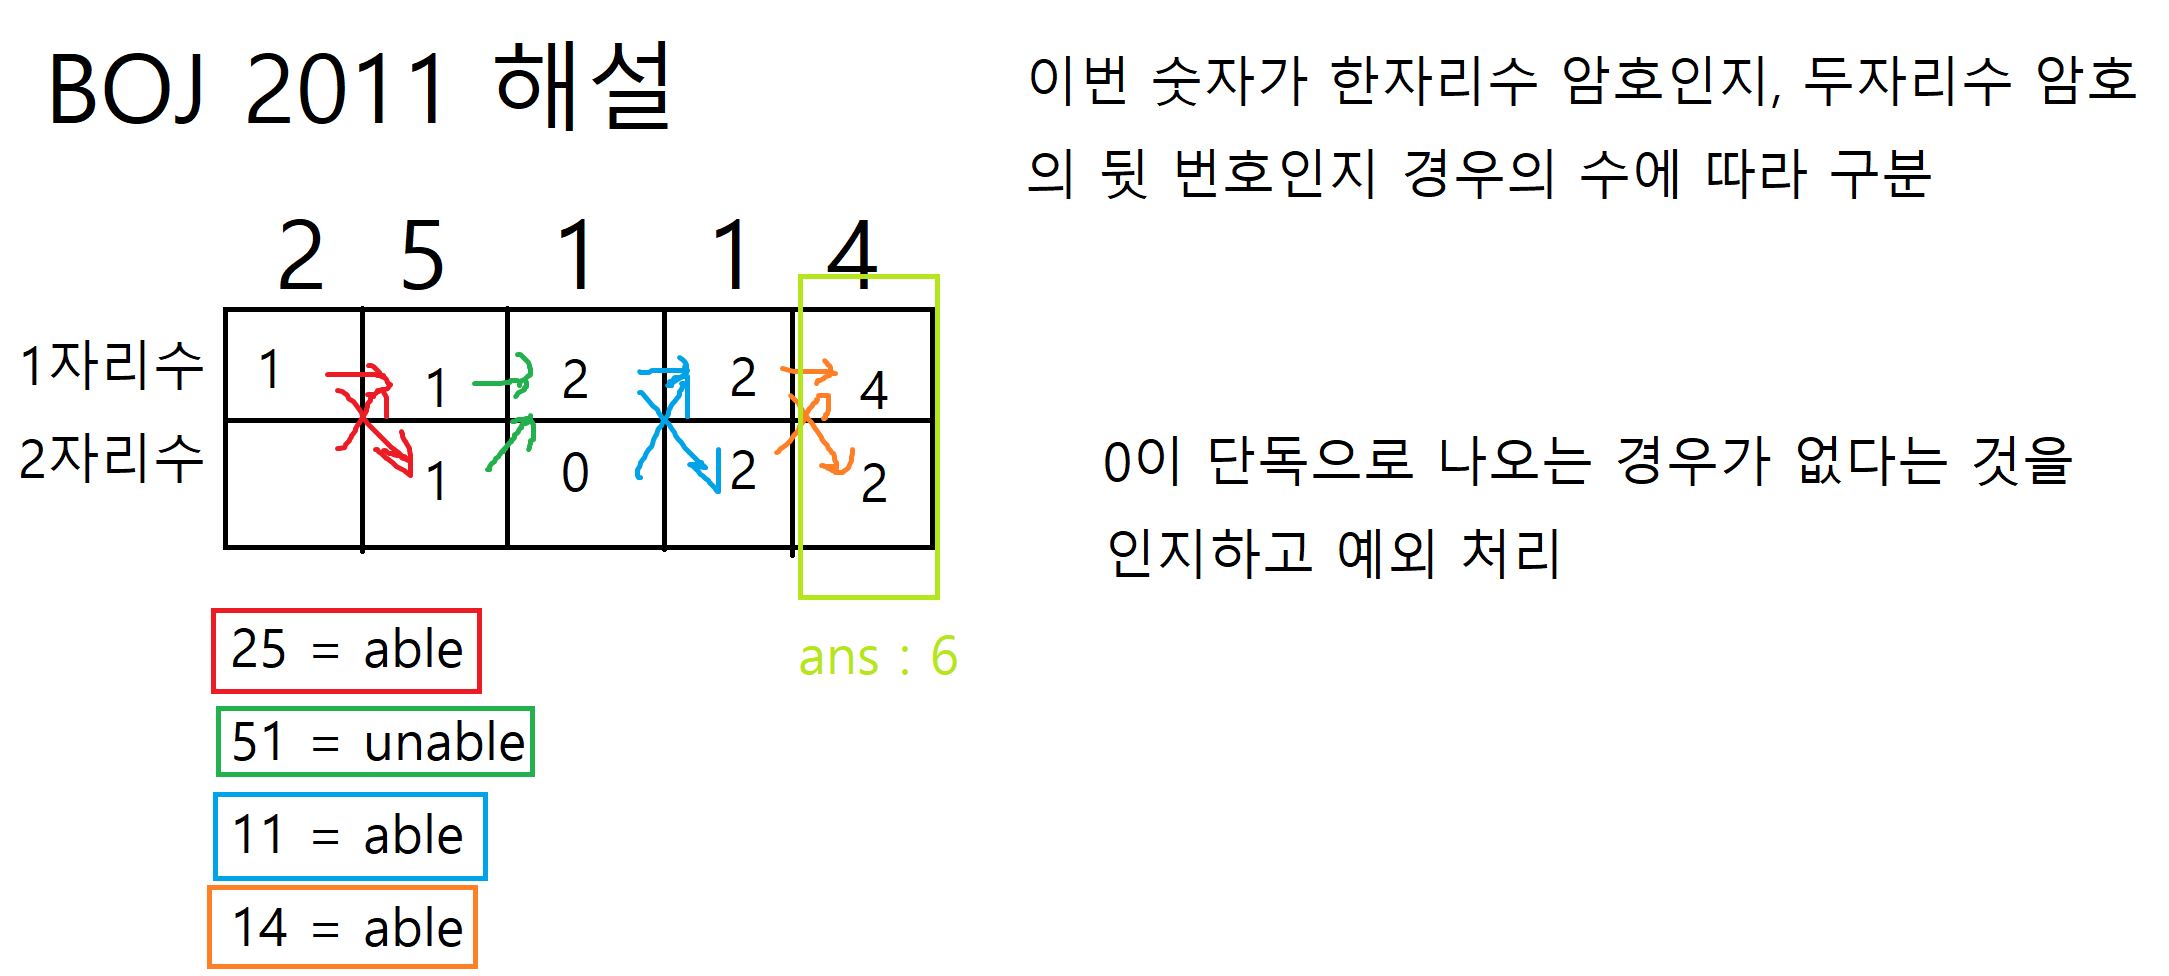 BOJ 2011 해설
이번 숫자가 한자리수 암호인지, 두자리수 암호
의 뒷 번호인지 경우의 수에 따라 구분
2 5 1 1 4
1자리수 1 1 2 2 4
2자리수 1 0 2 2
0이 단독으로 나오는 경우가 없다는 것을
인지하고 예외 처리
ans : 6
25 = able
51 = unable
11 = able
14 = able